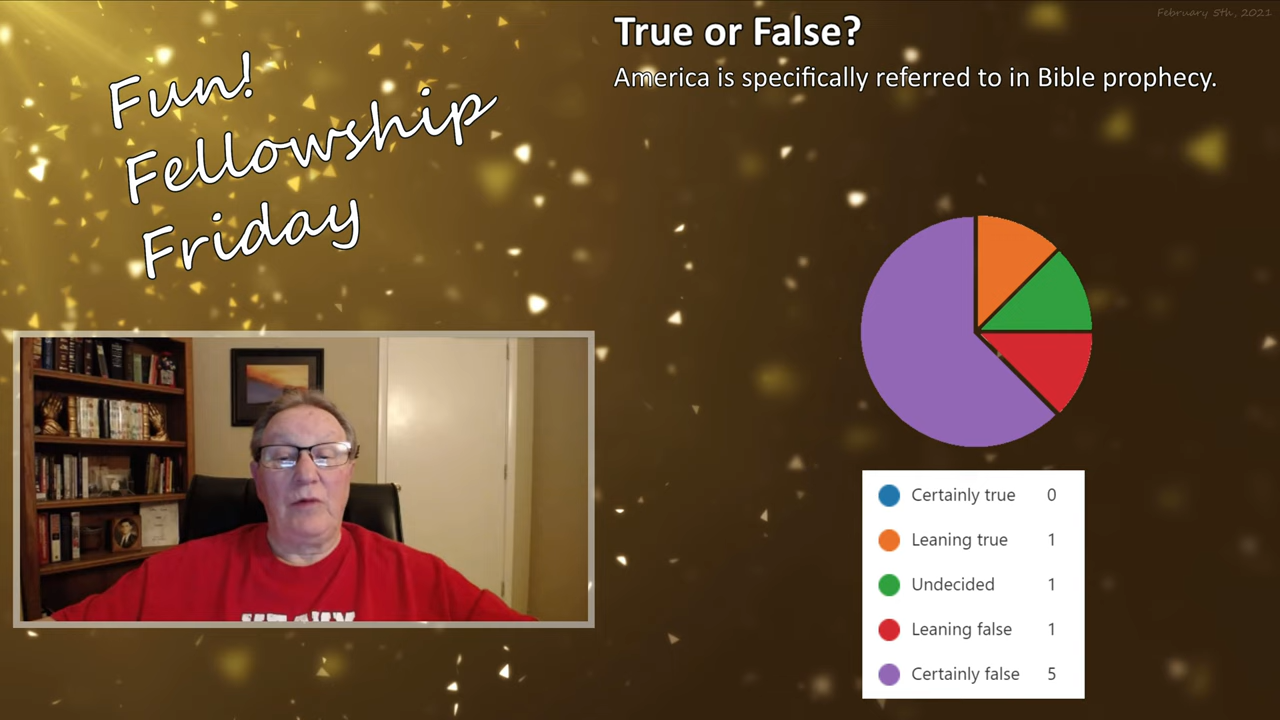 February 5th, 2021
Fun!
Fellowship
Friday
True or False?
America is specifically referred to in Bible prophecy.
Certainly true 0
Leaning true 1
Undecided 1
Leaning false 1
Certainly false 5